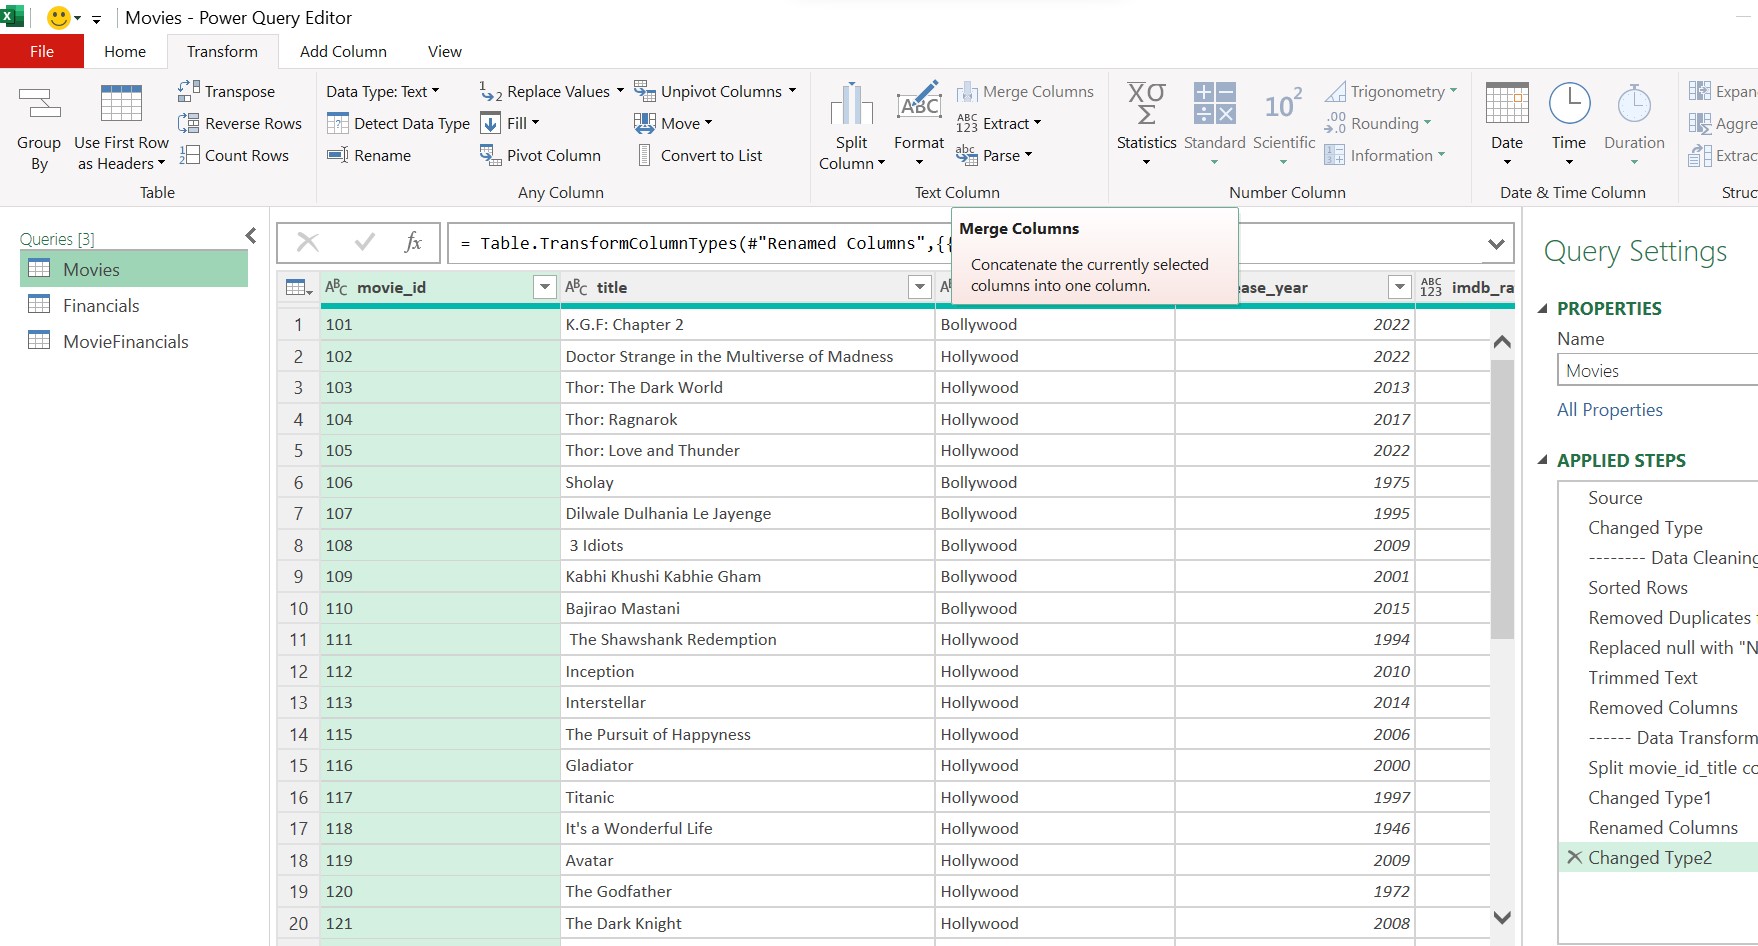 Movies - Power Query Editor
File Home Transform Add Column View
Group By
Use First Row as Headers
Transpose
Reverse Rows
Count Rows
Table
Data Type: Text
Detect Data Type
Rename
Replace Values
Fill
Pivot Column
Unpivot Columns
Move
Convert to List
Any Column
Split Column
Format
Merge Columns
Extract
Parse
Text Column
Statistics
Standard
Scientific
Trigonometry
Rounding
Information
Number Column
Date
Time
Duration
Date & Time Column
Expan
Aggre
Extrac
Struc
Queries [3]
Movies
Financials
MovieFinancials
fx = Table.TransformColumnTypes(#"Renamed Columns",{{
Merge Columns
Concatenate the currently selected
columns into one column.
movie_id title ease_year imdb_ra
1 101 K.G.F: Chapter 2 Bollywood 2022
2 102 Doctor Strange in the Multiverse of Madness Hollywood 2022
3 103 Thor: The Dark World Hollywood 2013
4 104 Thor: Ragnarok Hollywood 2017
5 105 Thor: Love and Thunder Hollywood 2022
6 106 Sholay Bollywood 1975
7 107 Dilwale Dulhania Le Jayenge Bollywood 1995
8 108 3 Idiots Bollywood 2009
9 109 Kabhi Khushi Kabhie Gham Bollywood 2001
10 110 Bajirao Mastani Bollywood 2015
11 111 The Shawshank Redemption Hollywood 1994
12 112 Inception Hollywood 2010
13 113 Interstellar Hollywood 2014
14 115 The Pursuit of Happyness Hollywood 2006
15 116 Gladiator Hollywood 2000
16 117 Titanic Hollywood 1997
17 118 It's a Wonderful Life Hollywood 1946
18 119 Avatar Hollywood 2009
19 120 The Godfather Hollywood 1972
20 121 The Dark Knight Hollywood 2008
Query Settings
PROPERTIES
Name
Movies
All Properties
APPLIED STEPS
Source
Changed Type
-------- Data Cleaning
Sorted Rows
Removed Duplicates
Replaced null with "N
Trimmed Text
Removed Columns
------ Data Transform
Split movie_id_title co
Changed Type1
Renamed Columns
Changed Type2